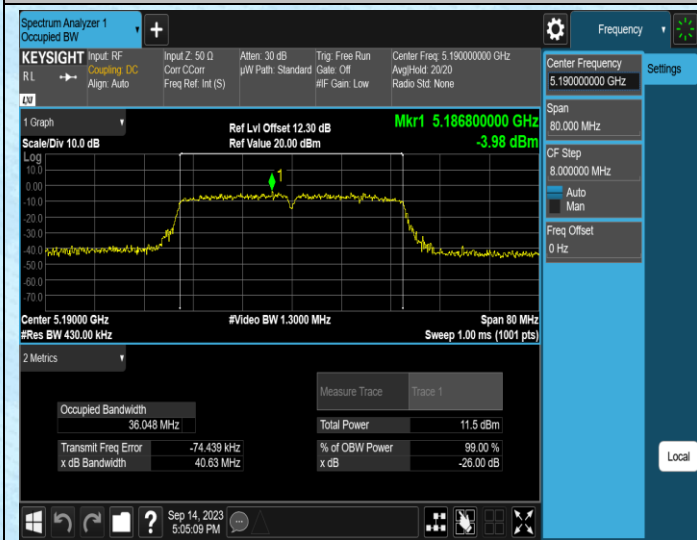 Spectrum Analyzer 1
Occupied BW
+
Frequency
KEYSIGHT
RL
LXI
Input: RF
Coupling: DC
Align: Auto
Input Z: 50 Ω
Corr CCorr
Freq Ref: Int (S)
Atten: 30 dB
µW Path: Standard
Trig: Free Run
Gate: Off
#IF Gain: Low
Center Freq: 5.190000000 GHz
Avg|Hold: 20/20
Radio Std: None
Center Frequency
5.190000000 GHz
Settings
Span
80.000 MHz
CF Step
8.000000 MHz
Auto
Man
Freq Offset
0 Hz
Local
1 Graph
Scale/Div 10.0 dB
Ref Lvl Offset 12.30 dB
Ref Value 20.00 dBm
Mkr1 5.186800000 GHz
-3.98 dBm
Log
10.0
0.00
-10.0
-20.0
-30.0
-40.0
-50.0
-60.0
-70.0
1
Center 5.19000 GHz
#Res BW 430.00 kHz
#Video BW 1.3000 MHz
Span 80 MHz
Sweep 1.00 ms (1001 pts)
2 Metrics
Measure Trace
Trace 1
Occupied Bandwidth
36.048 MHz
Total Power
11.5 dBm
Transmit Freq Error
-74.439 kHz
% of OBW Power
99.00 %
x dB Bandwidth
40.63 MHz
x dB
-26.00 dB
?
Sep 14, 2023
5:05:09 PM